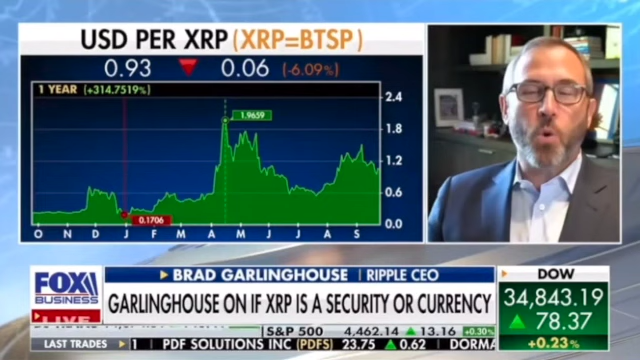 USD PER XRP (XRP=BTSP)
0.93 ▼ 0.06 (-6.09%)
1 YEAR (+314.7519%)
2.4
1.9659
1.8
1.2
0.6
0.1706
0.0
O N D J F M A M J J A S
FOX
BUSINESS
LIVE
BRAD GARLINGHOUSE | RIPPLE CEO
GARLINGHOUSE ON IF XRP IS A SECURITY OR CURRENCY
DOW
34,843.19
▲ 78.37
+0.23%
S&P 500 4,462.14 ▲ 13.16 +0.30%
LAST TRADES 1 PDF SOLUTIONS INC (PDFS) 23.75 ▲ 0.62 DORMA